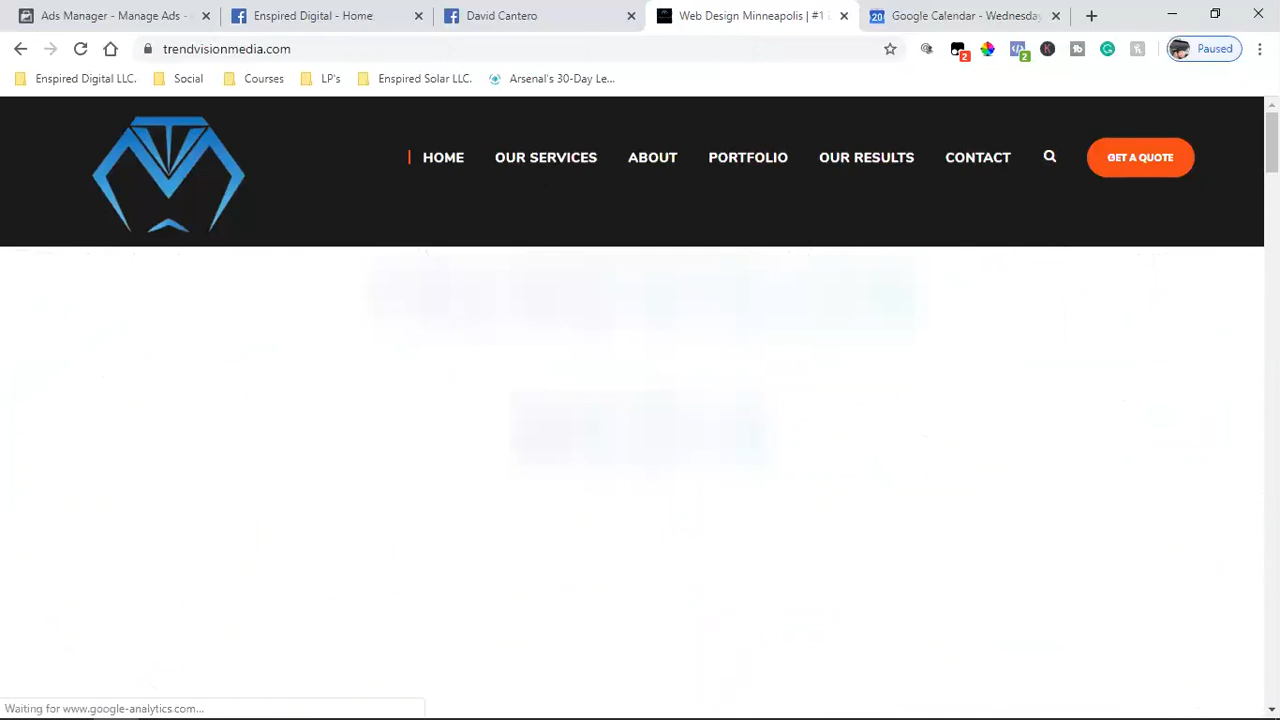 Ads Manager - Manage Ads -
Enspired Digital - Home
David Cantero
Web Design Minneapolis | #1
Google Calendar - Wednesday
trendvisionmedia.com
2
2
Paused
Enspired Digital LLC.
Social
Courses
LP's
Enspired Solar LLC.
Arsenal's 30-Day Le...
HOME
OUR SERVICES
ABOUT
PORTFOLIO
OUR RESULTS
CONTACT
GET A QUOTE
Waiting for www.google-analytics.com...